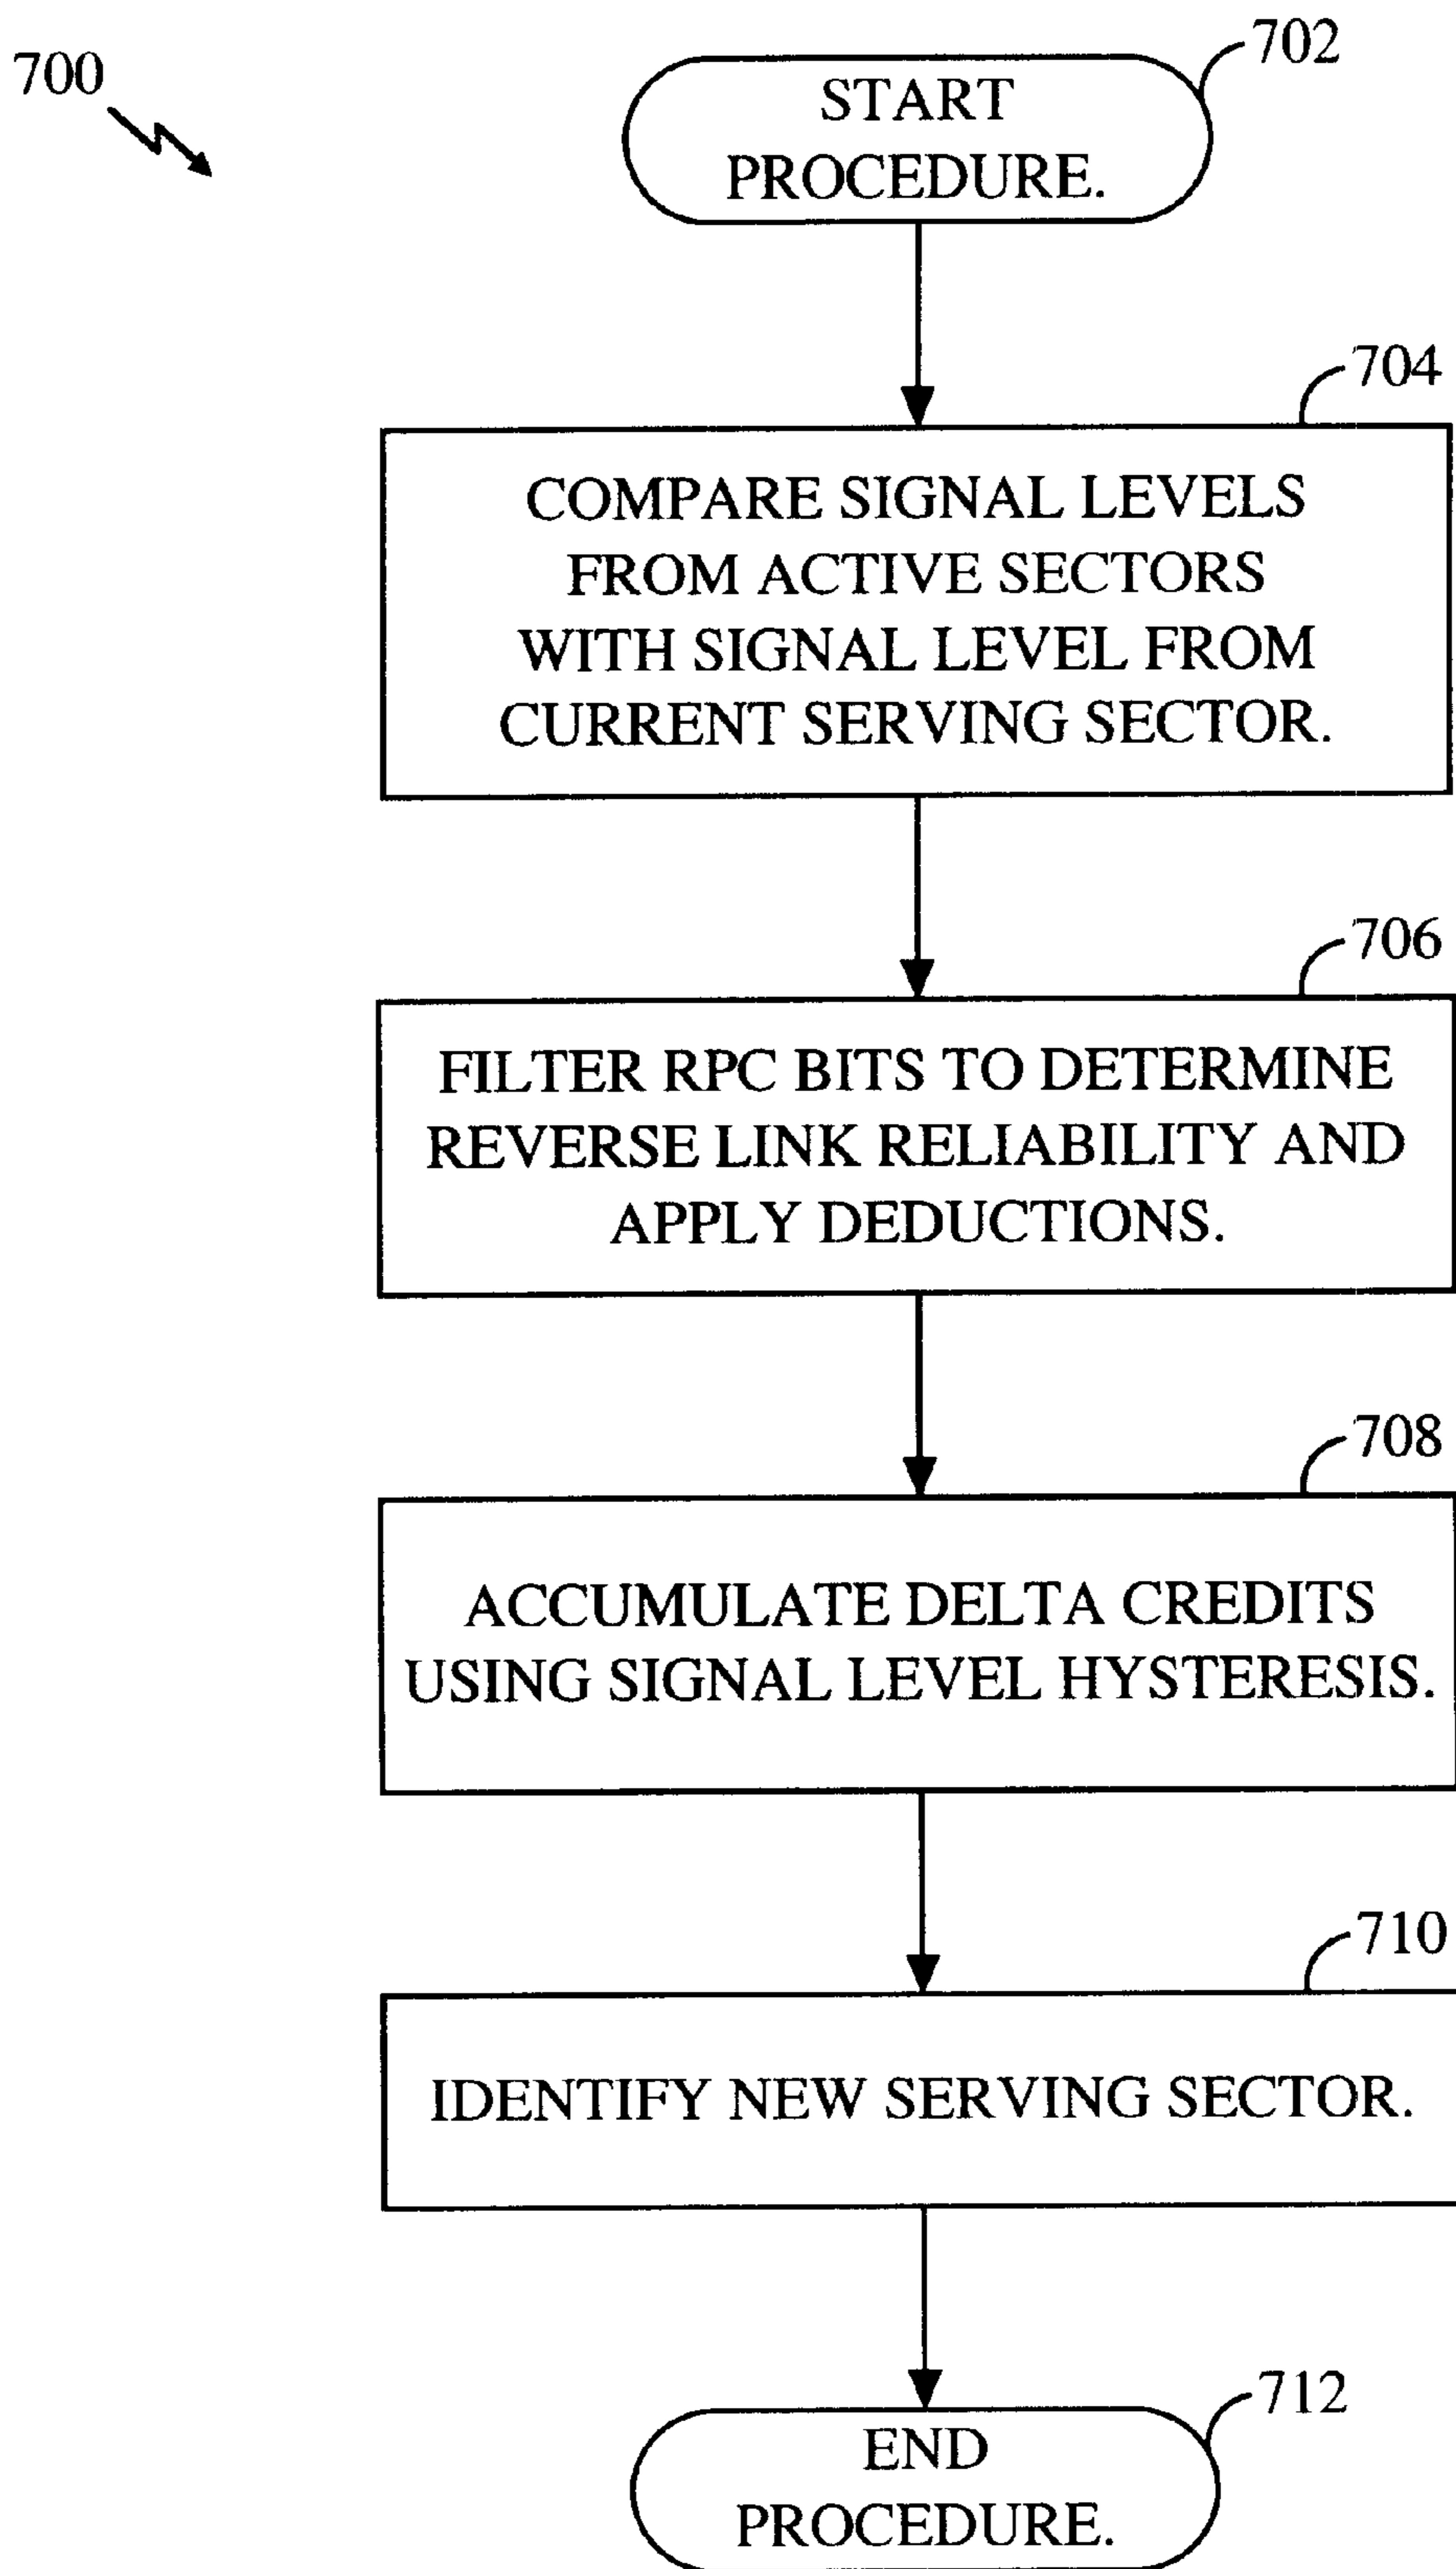 700
702
START
PROCEDURE.
704
COMPARE SIGNAL LEVELS
FROM ACTIVE SECTORS
WITH SIGNAL LEVEL FROM
CURRENT SERVING SECTOR.
706
FILTER RPC BITS TO DETERMINE
REVERSE LINK RELIABILITY AND
APPLY DEDUCTIONS.
708
ACCUMULATE DELTA CREDITS
USING SIGNAL LEVEL HYSTERESIS.
710
IDENTIFY NEW SERVING SECTOR.
712
END
PROCEDURE.